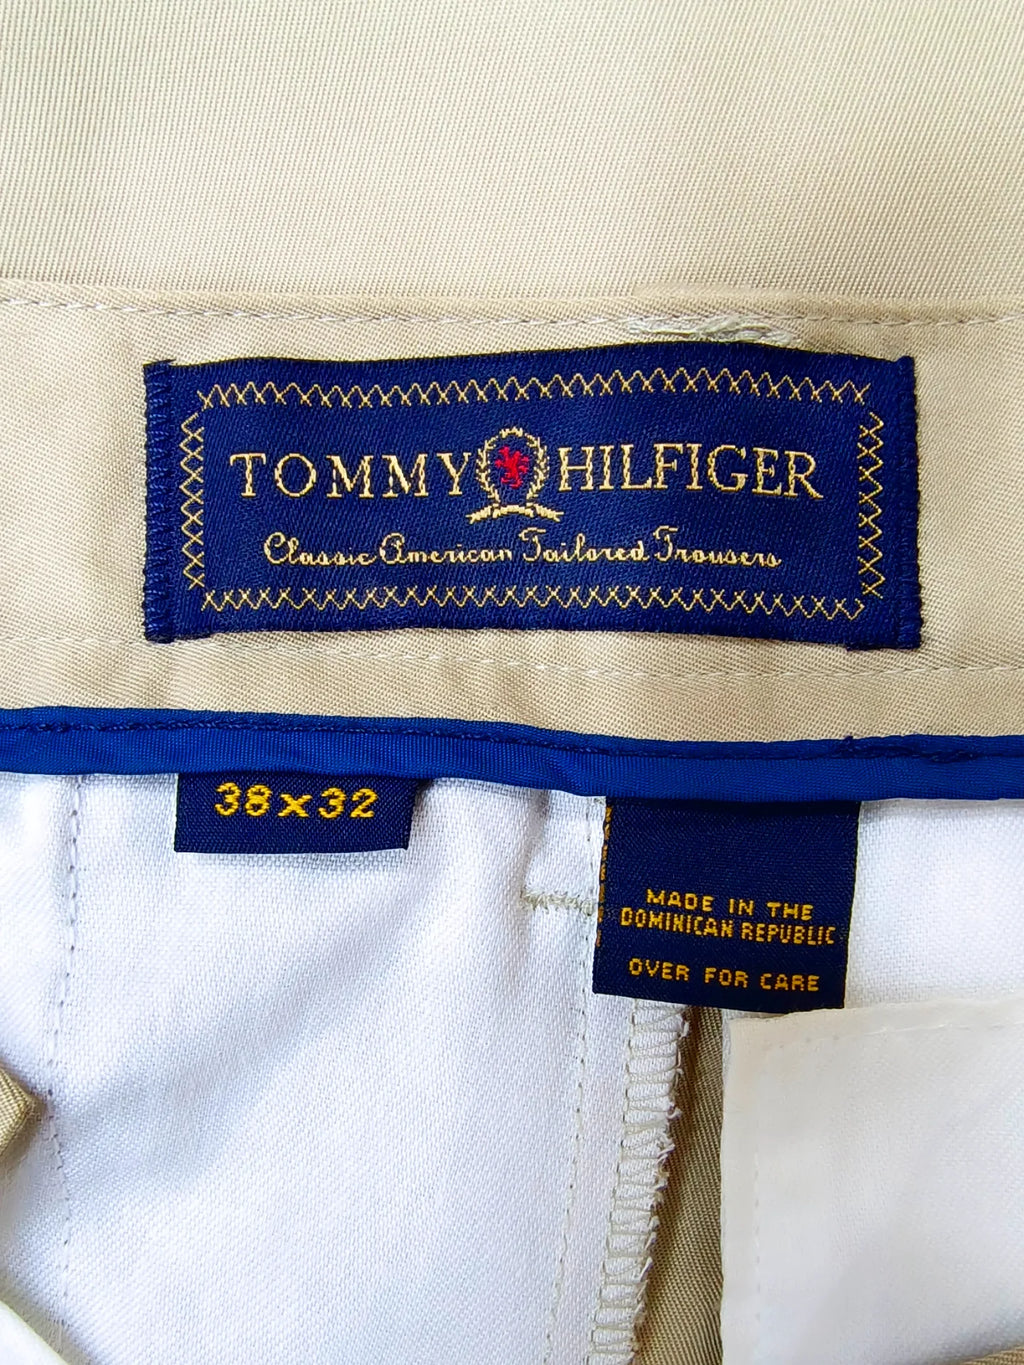 TOMMY HILFIGER
Classic American Tailored Trousers
38x32
MADE IN THE
DOMINICAN REPUBLIC
OVER FOR CARE